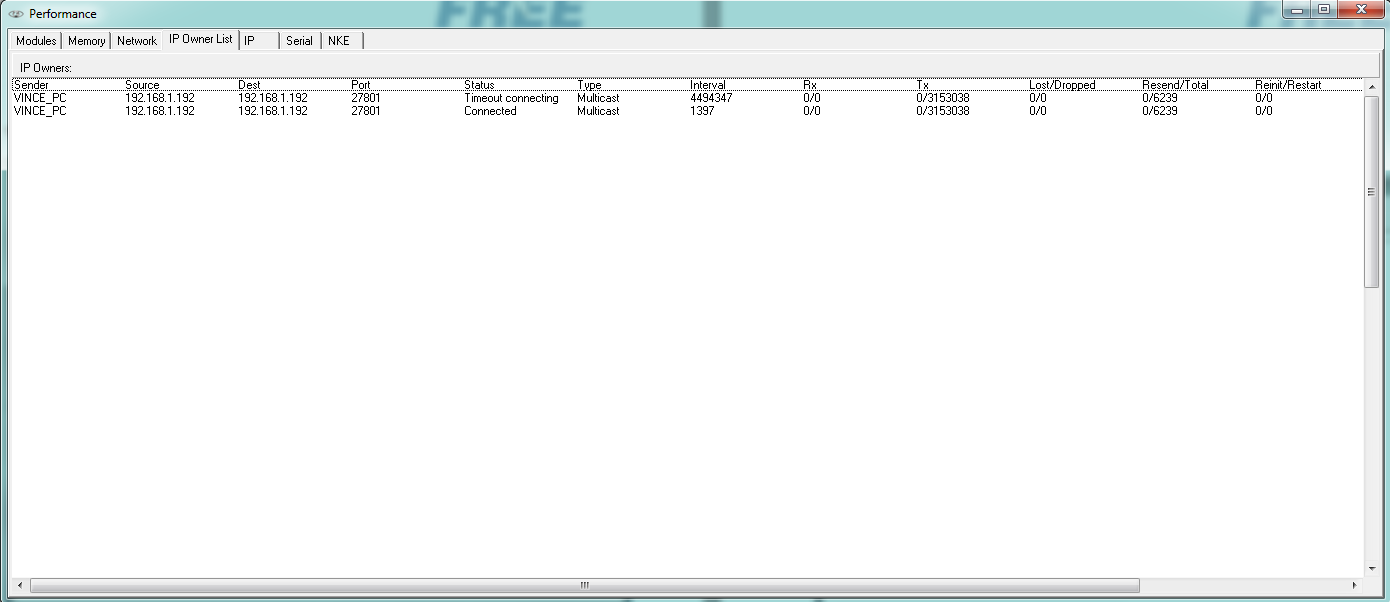 FREE
Performance
Modules Memory Network IP Owner List IP Serial NKE
IP Owners:
Sender Source Dest Port Status Type Interval Rx Tx Lost/Dropped Resend/Total Reinit/Restart
VINCE_PC 192.168.1.192 192.168.1.192 27801 Timeout connecting Multicast 4494347 0/0 0/3153038 0/0 0/6239 0/0
VINCE_PC 192.168.1.192 192.168.1.192 27801 Connected Multicast 1397 0/0 0/3153038 0/0 0/6239 0/0